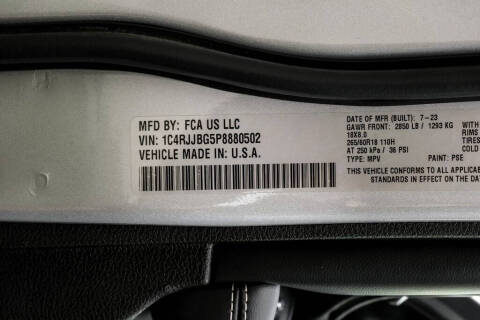 MFD BY: FCA US LLC
VIN: 1C4RJJBG5P8880502
VEHICLE MADE IN: U.S.A.
DATE OF MFR (BUILT): 7-23
GAWR FRONT: 2850 LB / 1293 KG WITH
18X8.0 RIMS
265/60R18 110H TIRES
AT 250 kPa / 36 PSI COLD
TYPE: MPV PAINT: PSE
THIS VEHICLE CONFORMS TO ALL APPLICABL
STANDARDS IN EFFECT ON THE DA